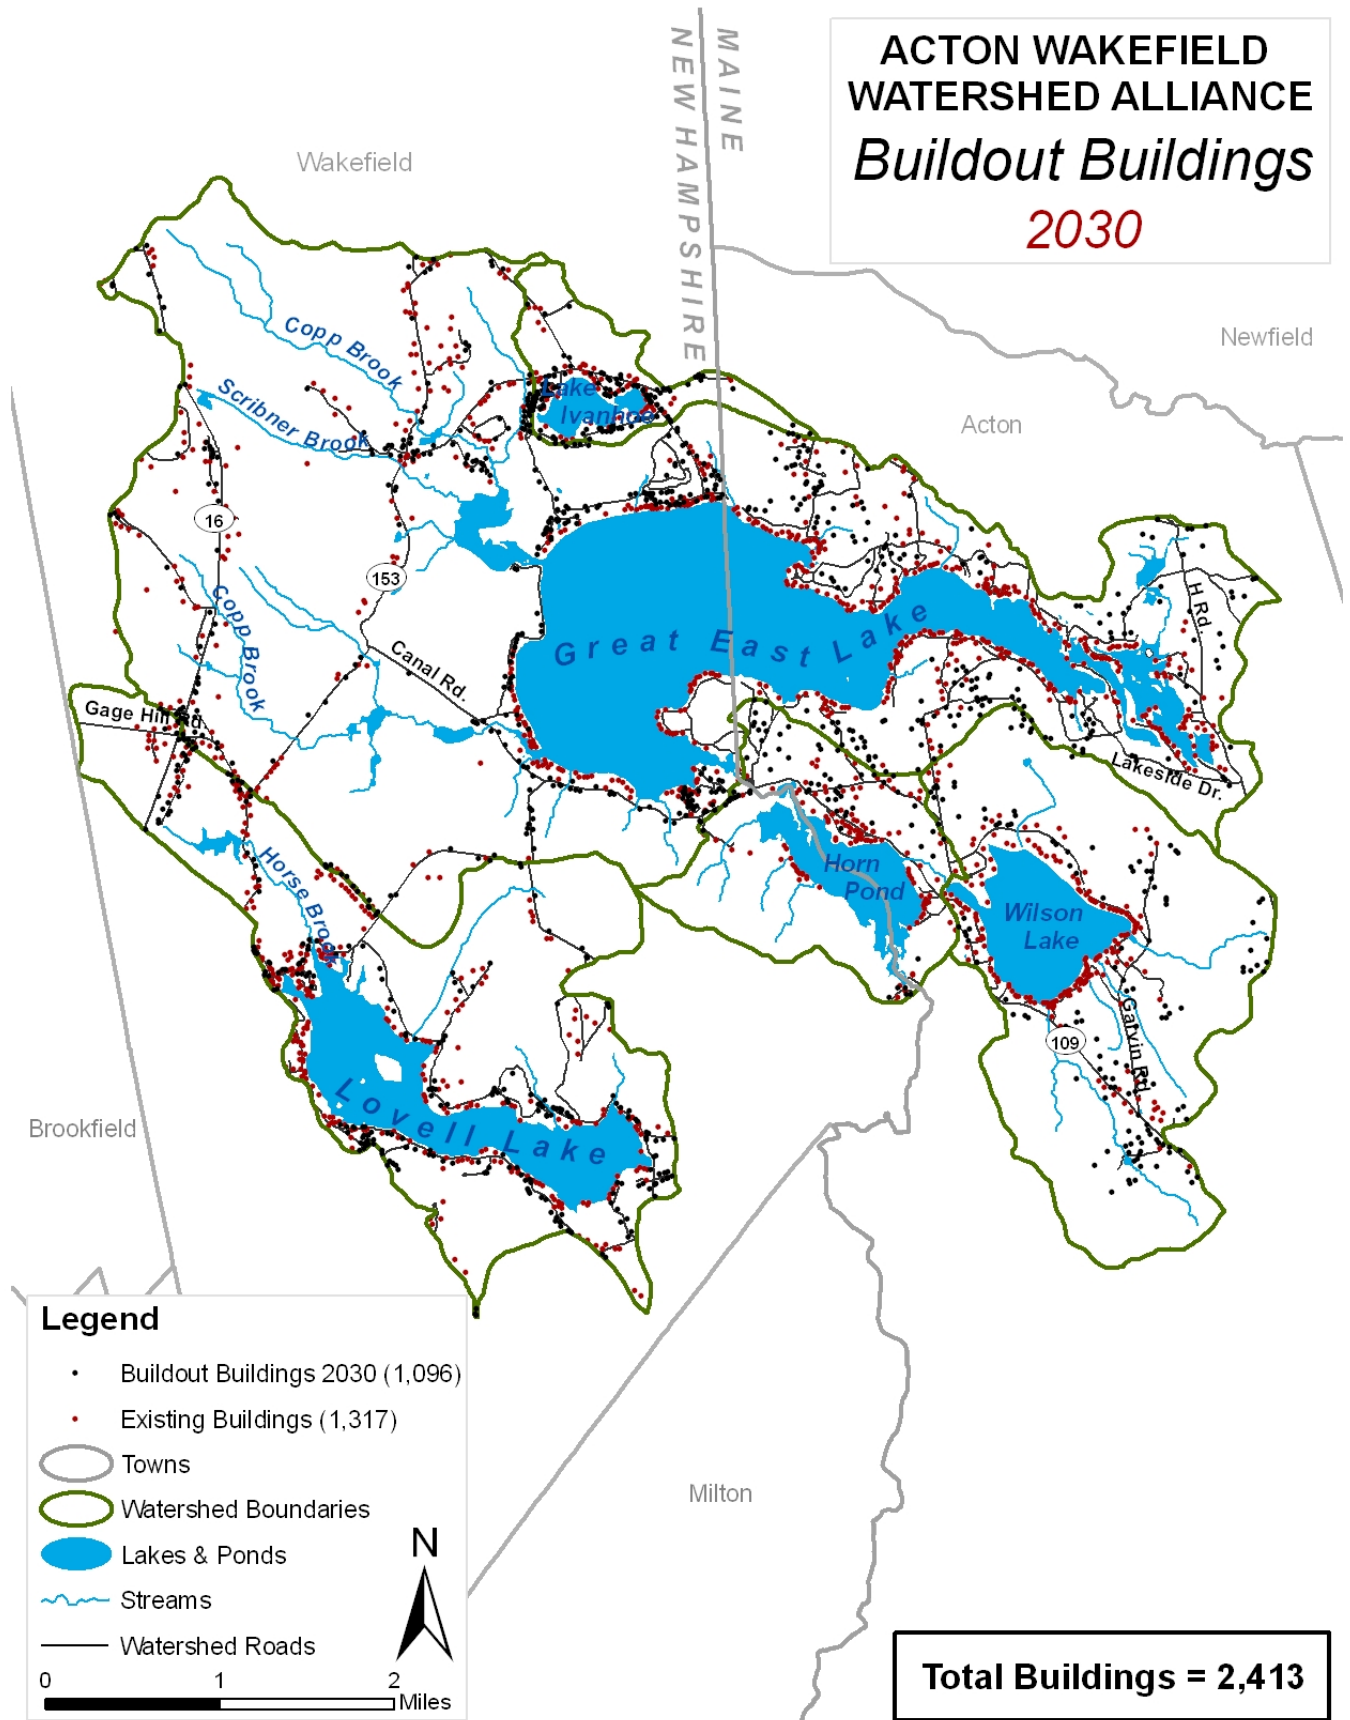 ACTON WAKEFIELD
WATERSHED ALLIANCE
Buildout Buildings
2030
MAINE
NEW HAMPSHIRE
Wakefield
Newfield
Acton
Copp Brook
Scribner Brook
Lake
Ivanhoe
16
153
Copp Brook
Canal Rd.
Great East Lake
H Rd
Gage Hill Rd
Lakeside Dr.
Horse Brook
Horn
Pond
Wilson
Lake
Garvin Rd
109
Lovell Lake
Brookfield
Milton
Legend
Buildout Buildings 2030 (1,096)
Existing Buildings (1,317)
Towns
Watershed Boundaries
Lakes & Ponds
Streams
Watershed Roads
N
0 1 2
Miles
Total Buildings = 2,413